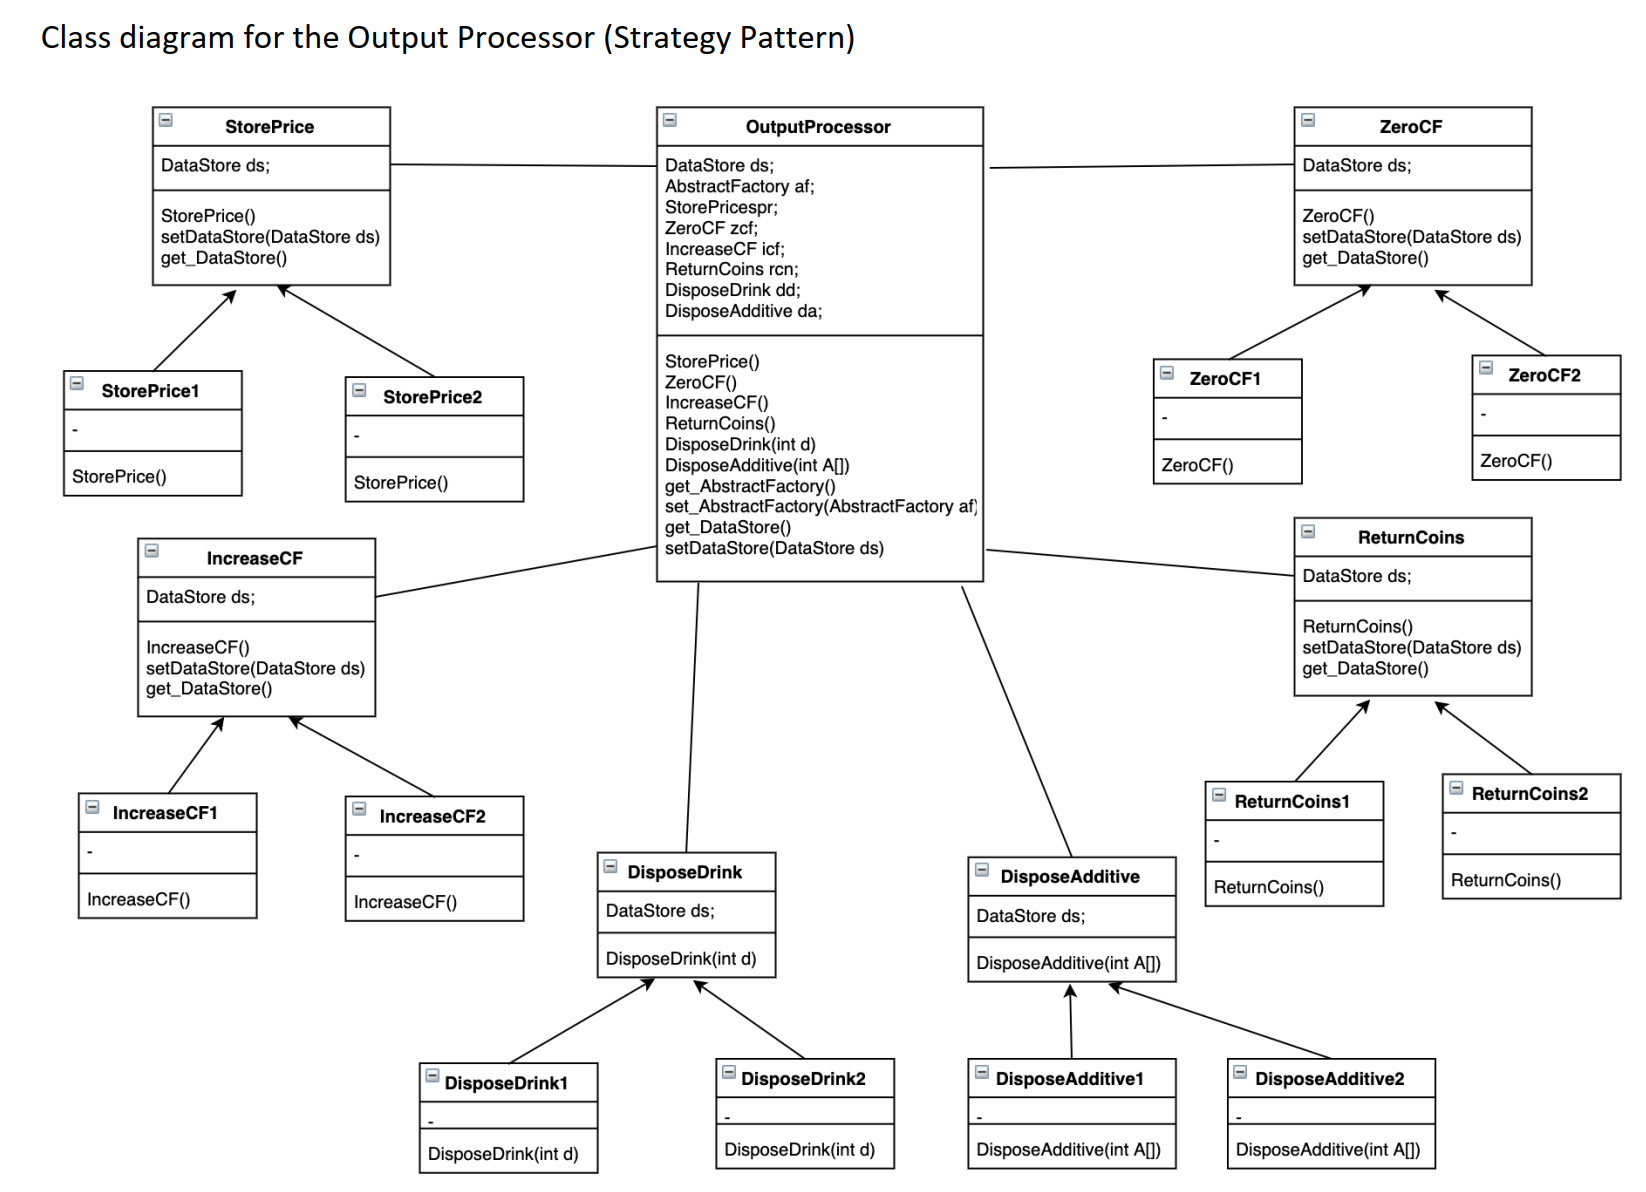 Class diagram for the Output Processor (Strategy Pattern)
StorePrice
DataStore ds;
StorePrice()
setDataStore(DataStore ds)
get_DataStore()
OutputProcessor
DataStore ds;
AbstractFactory af;
StorePricespr;
ZeroCF zcf;
IncreaseCF icf;
ReturnCoins rcn;
DisposeDrink dd;
DisposeAdditive da;
StorePrice()
ZeroCF()
IncreaseCF()
ReturnCoins()
DisposeDrink(int d)
DisposeAdditive(int A[])
get_AbstractFactory()
set_AbstractFactory(AbstractFactory af)
get_DataStore()
setDataStore(DataStore ds)
ZeroCF
DataStore ds;
ZeroCF()
setDataStore(DataStore ds)
get_DataStore()
StorePrice1
-
StorePrice()
StorePrice2
-
StorePrice()
ZeroCF1
-
ZeroCF()
ZeroCF2
-
ZeroCF()
IncreaseCF
DataStore ds;
IncreaseCF()
setDataStore(DataStore ds)
get_DataStore()
ReturnCoins
DataStore ds;
ReturnCoins()
setDataStore(DataStore ds)
get_DataStore()
IncreaseCF1
-
IncreaseCF()
IncreaseCF2
-
IncreaseCF()
ReturnCoins1
-
ReturnCoins()
ReturnCoins2
-
ReturnCoins()
DisposeDrink
DataStore ds;
DisposeDrink(int d)
DisposeAdditive
DataStore ds;
DisposeAdditive(int A[])
DisposeDrink1
-
DisposeDrink(int d)
DisposeDrink2
-
DisposeDrink(int d)
DisposeAdditive1
-
DisposeAdditive(int A[])
DisposeAdditive2
-
DisposeAdditive(int A[])